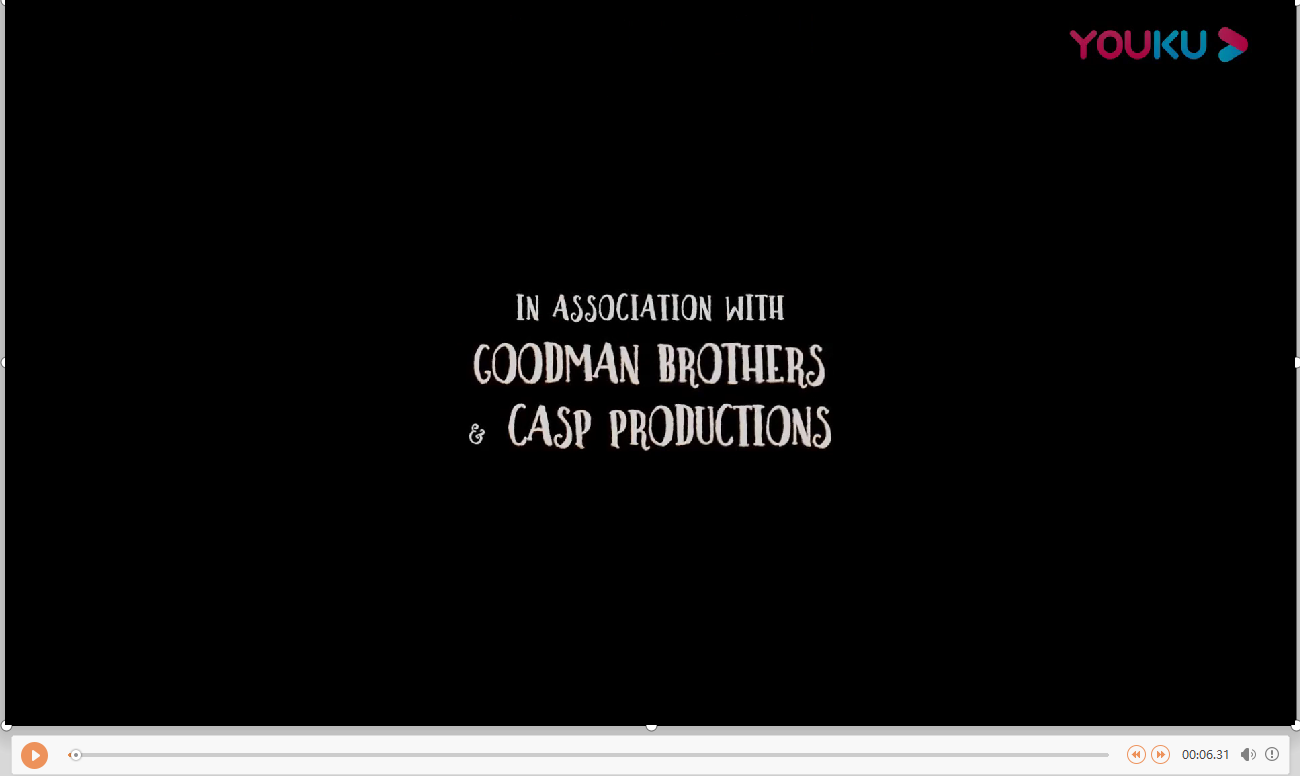 YOUKU
IN ASSOCIATION WITH
GOODMAN BROTHERS
& CASP PRODUCTIONS
00:06.31